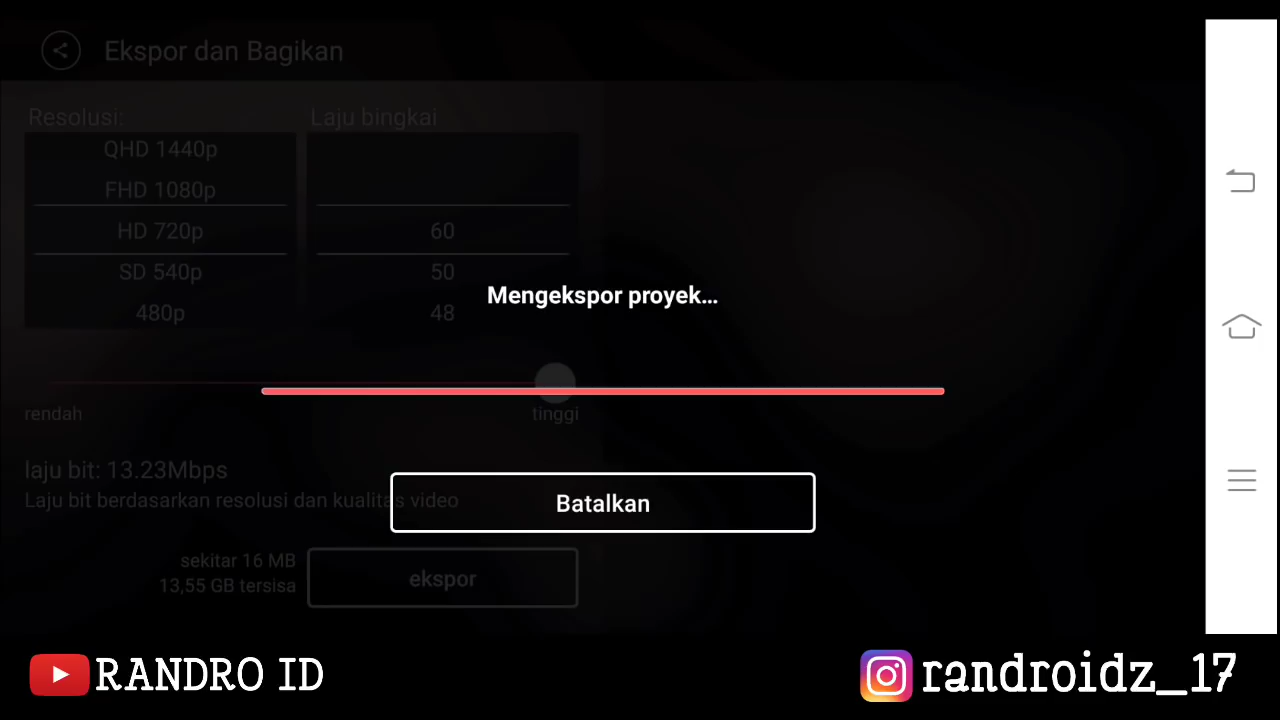 Ekspor dan Bagikan
Resolusi:
Laju bingkai
QHD 1440p
FHD 1080p
HD 720p
60
SD 540p
50
480p
48
Mengekspor proyek...
rendah
tinggi
laju bit: 13.23Mbps
Laju bit berdasarkan resolusi dan kualitas video
Batalkan
sekitar 16 MB
13,55 GB tersisa
ekspor
RANDRO ID
randroidz_17